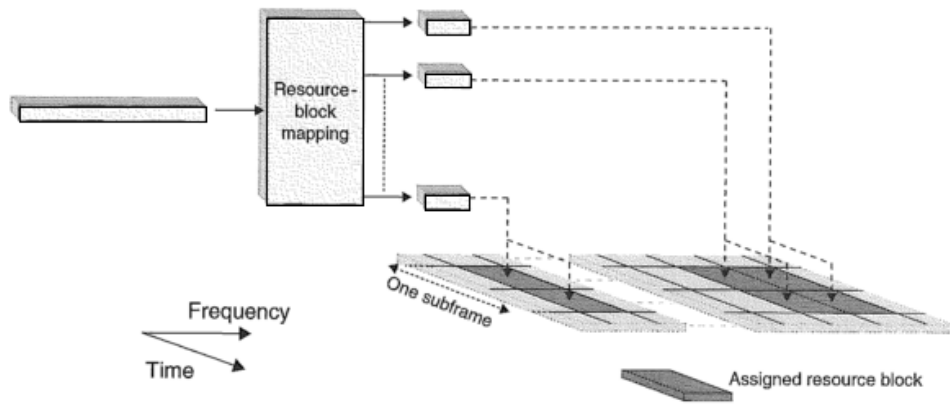 Resource-
block
mapping
One subframe
Frequency
Time
Assigned resource block